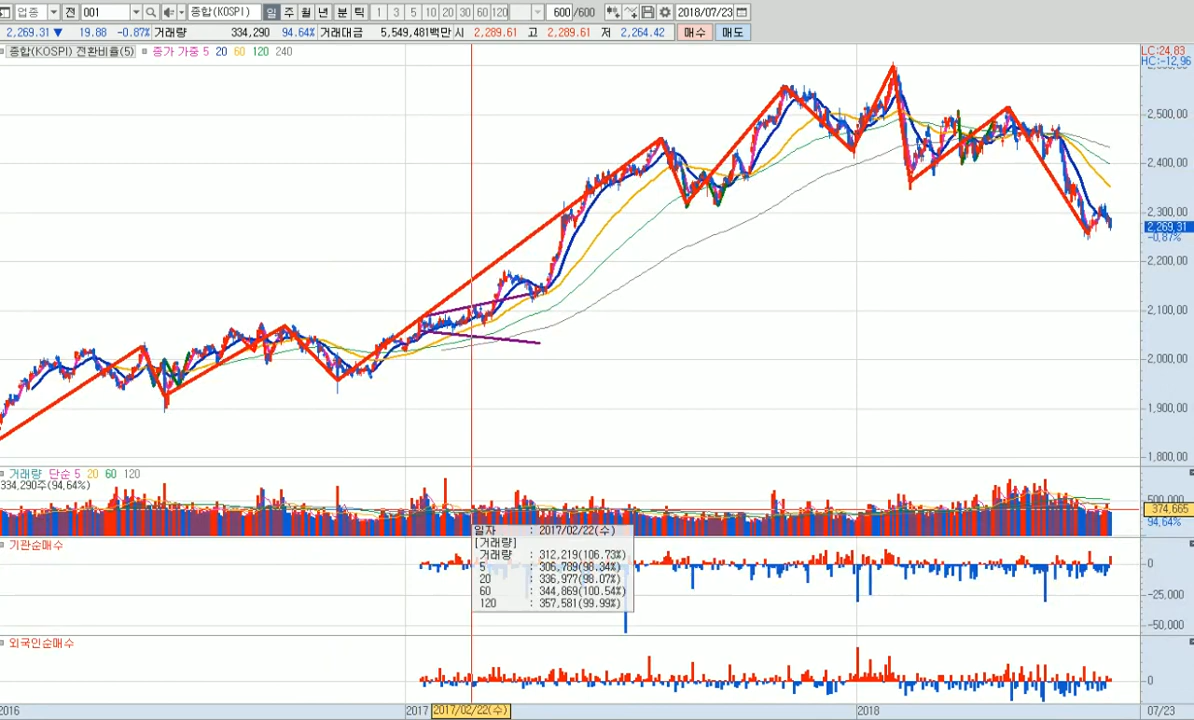 업종 전 001 종합(KOSPI) 일 주 월 년 분 틱 1 3 5 10 20 30 60 120 600 /600 2018/07/23
2,269.31 ▼ 19.88 -0.87% 거래량 334,290 94.64% 거래대금 5,549,481백만 시 2,289.61 고 2,289.61 저 2,264.42 매수 매도
종합(KOSPI) 전환비율(5) 종가 가중 5 20 60 120 240
LC:24,83
HC:-12,96
2,500,00
2,400,00
2,300,00
2,269,31
-0,87%
2,200,00
2,100,00
2,000,00
1,900,00
1,800,00
거래량 단순 5 20 60 120
334,290주(94,64%)
500,000
374,665
94,64%
일자 : 2017/02/22(수)
[거래량]
거래량 : 312,219(106.73%)
5 : 306,789(98.34%)
20 : 336,977(98.07%)
60 : 344,869(100.54%)
120 : 357,581(99.99%)
기관순매수
0
-25,000
-50,000
외국인순매수
0
2016 2017 2017/02/22(수) 2018 07/23